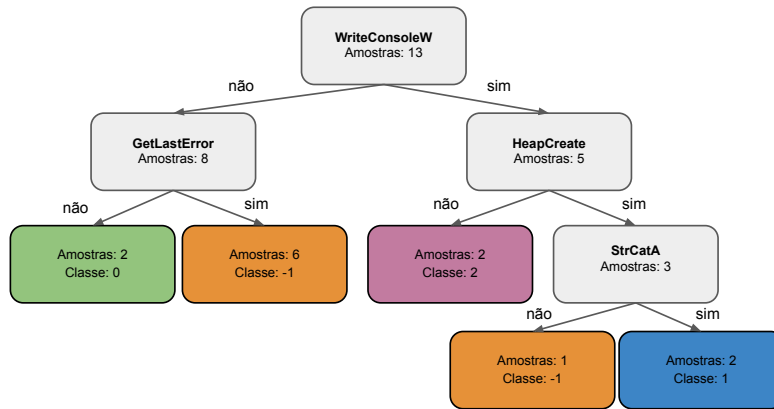 WriteConsoleW
Amostras: 13
não
sim
GetLastError
Amostras: 8
HeapCreate
Amostras: 5
não
sim
não
sim
Amostras: 2
Classe: 0
Amostras: 6
Classe: -1
Amostras: 2
Classe: 2
StrCatA
Amostras: 3
não
sim
Amostras: 1
Classe: -1
Amostras: 2
Classe: 1